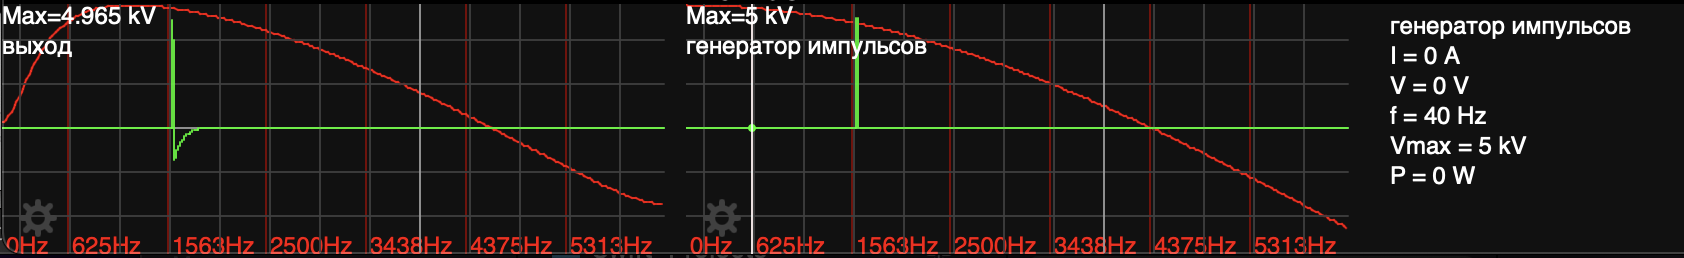 Max=4.965 kV
выход
0Hz 625Hz 1563Hz 2500Hz 3438Hz 4375Hz 5313Hz
Max=5 kV
генератор импульсов
0Hz 625Hz 1563Hz 2500Hz 3438Hz 4375Hz 5313Hz
генератор импульсов
I = 0 A
V = 0 V
f = 40 Hz
Vmax = 5 kV
P = 0 W